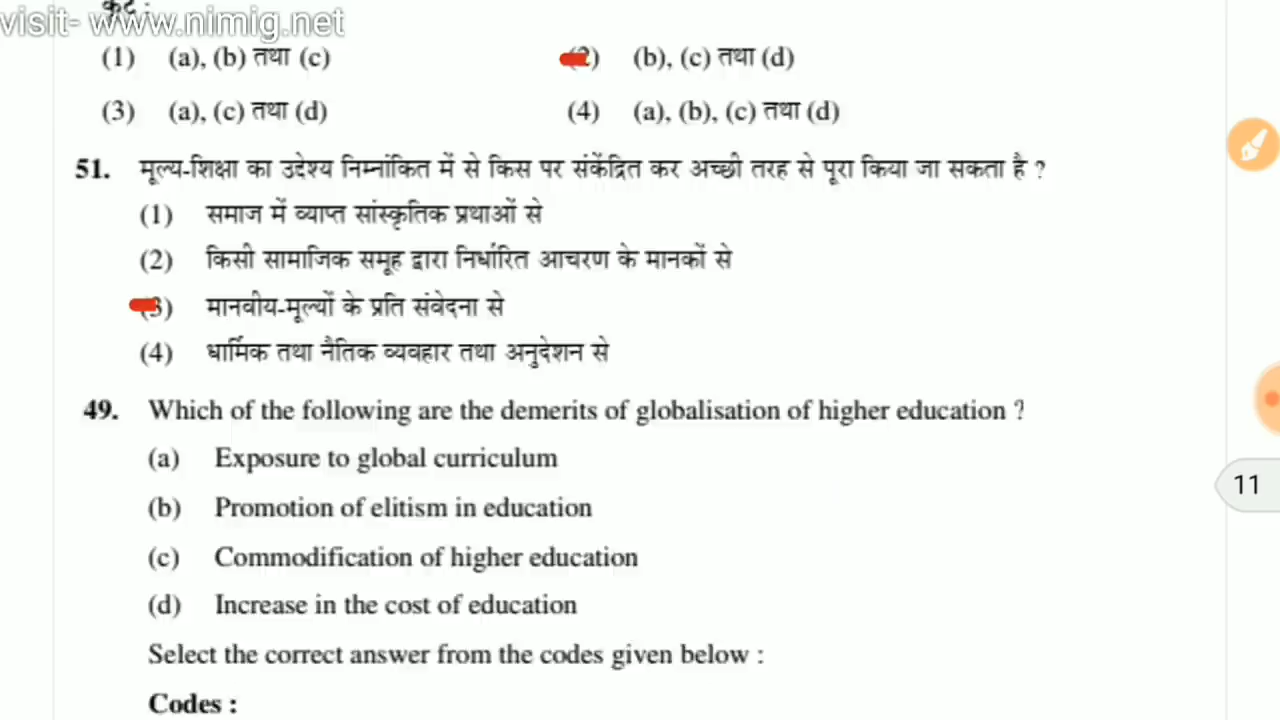 कूट :
visit- www.nimig.net
(1) (a), (b) तथा (c) (2) (b), (c) तथा (d)
(3) (a), (c) तथा (d) (4) (a), (b), (c) तथा (d)
51. मूल्य-शिक्षा का उद्देश्य निम्नांकित में से किस पर संकेंद्रित कर अच्छी तरह से पूरा किया जा सकता है ?
(1) समाज में व्याप्त सांस्कृतिक प्रथाओं से
(2) किसी सामाजिक समूह द्वारा निर्धारित आचरण के मानकों से
(3) मानवीय-मूल्यों के प्रति संवेदना से
(4) धार्मिक तथा नैतिक व्यवहार तथा अनुदेशन से
49. Which of the following are the demerits of globalisation of higher education ?
(a) Exposure to global curriculum
(b) Promotion of elitism in education
(c) Commodification of higher education
(d) Increase in the cost of education
Select the correct answer from the codes given below :
Codes :
11